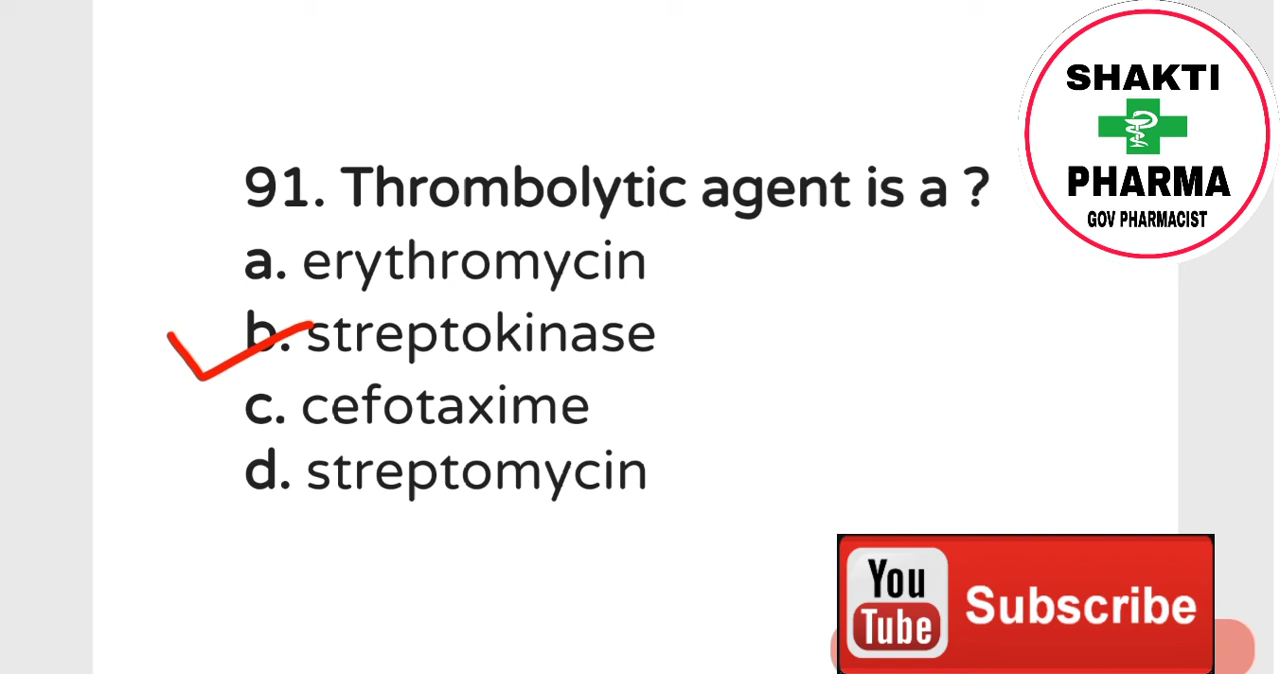 SHAKTI
PHARMA
GOV PHARMACIST
91. Thrombolytic agent is a ?
a. erythromycin
b. streptokinase
c. cefotaxime
d. streptomycin
You
Tube
Subscribe